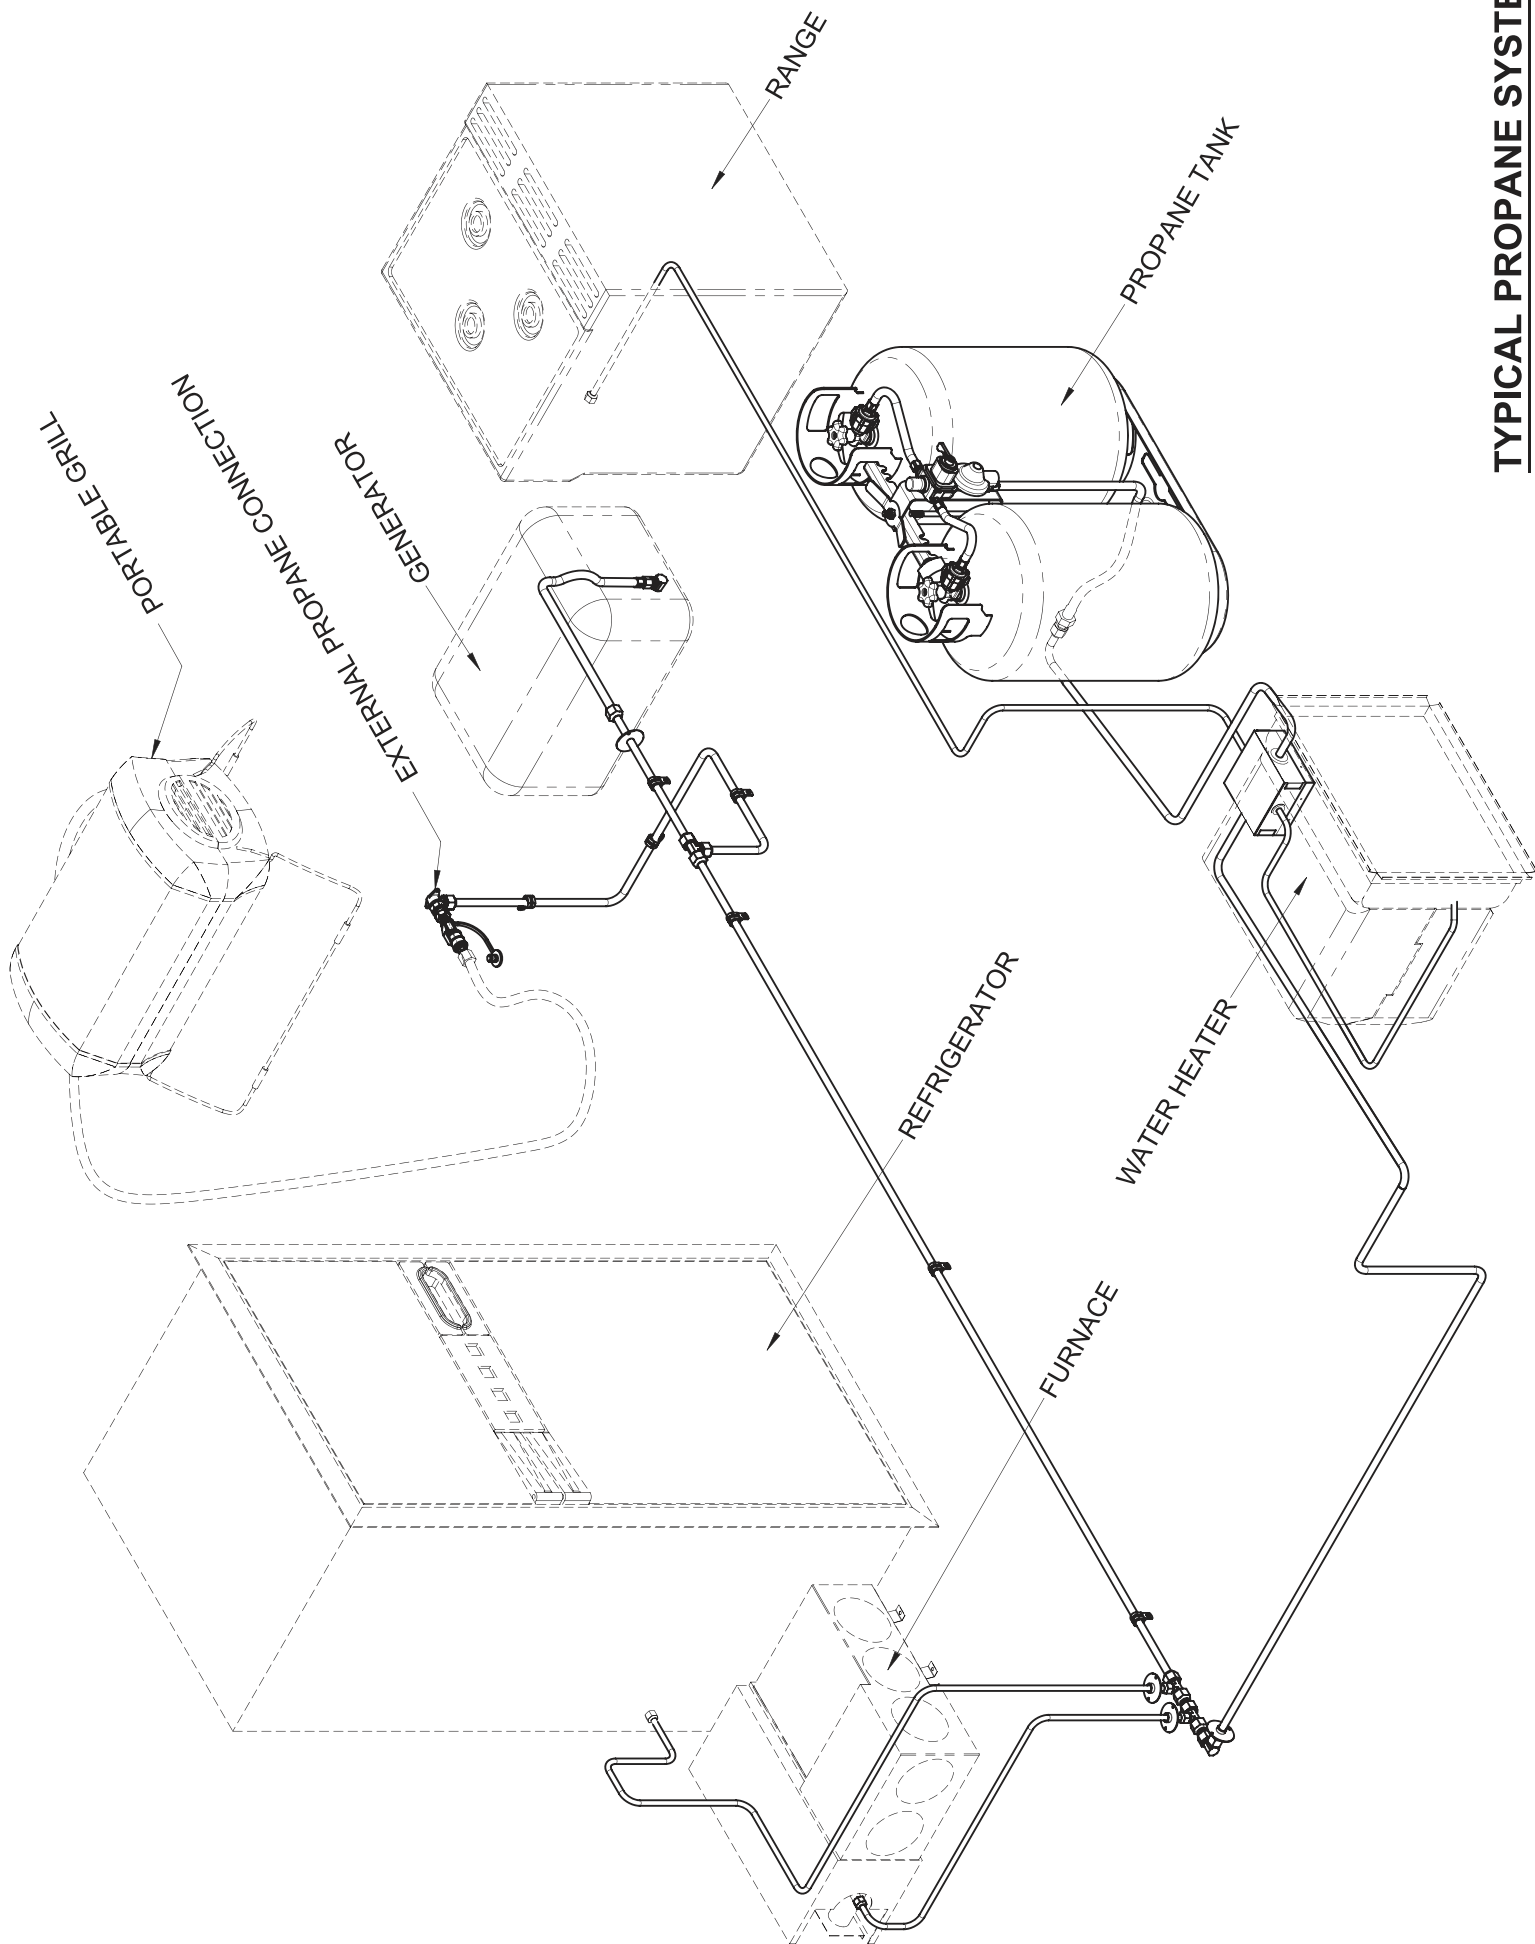 PORTABLE GRILL
EXTERNAL PROPANE CONNECTION
GENERATOR
RANGE
PROPANE TANK
REFRIGERATOR
WATER HEATER
FURNACE
TYPICAL PROPANE SYSTE